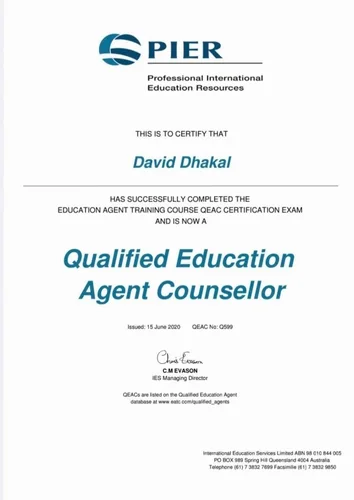 PIER
Professional International
Education Resources
THIS IS TO CERTIFY THAT
David Dhakal
HAS SUCCESSFULLY COMPLETED THE
EDUCATION AGENT TRAINING COURSE QEAC CERTIFICATION EXAM
AND IS NOW A
Qualified Education
Agent Counsellor
Issued: 15 June 2020 QEAC No: Q599
Chris Evason
C.M EVASON
IES Managing Director
QEACs are listed on the Qualified Education Agent
database at www.eatc.com/qualified_agents
International Education Services Limited ABN 98 010 844 005
PO BOX 989 Spring Hill Queensland 4004 Australia
Telephone (61) 7 3832 7699 Facsimile (61) 7 3832 9850